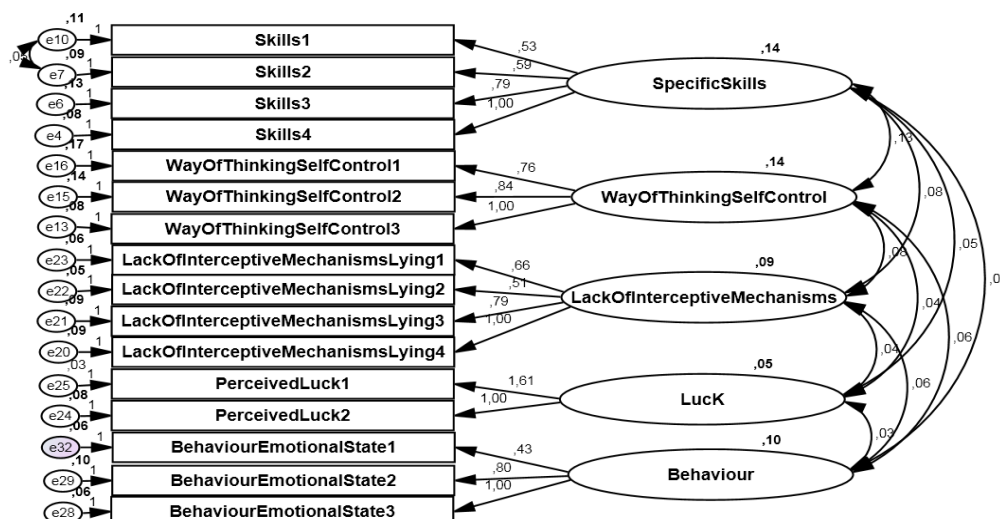 ,11
e10 1 Skills1
,05
,09
e7 1 Skills2
,13
e6 1 Skills3
,08
e4 1 Skills4
,17
e16 1 WayOfThinkingSelfControl1
,14
e15 1 WayOfThinkingSelfControl2
,08
e13 1 WayOfThinkingSelfControl3
,06
e23 1 LackOfInterceptiveMechanismsLying1
,05
e22 1 LackOfInterceptiveMechanismsLying2
,09
e21 1 LackOfInterceptiveMechanismsLying3
,09
e20 1 LackOfInterceptiveMechanismsLying4
,03
e25 1 PerceivedLuck1
,08
e24 1 PerceivedLuck2
,06
e32 1 BehaviourEmotionalState1
,10
e29 1 BehaviourEmotionalState2
,06
e28 1 BehaviourEmotionalState3
,53
,59
,79
1,00
,76
,84
1,00
,66
,51
,79
1,00
1,61
1,00
,43
,80
1,00
,14
SpecificSkills
,14
WayOfThinkingSelfControl
,09
LackOfInterceptiveMechanisms
,05
LucK
,10
Behaviour
,13
,08
,05
,08
,04
,06
,04
,06
,03